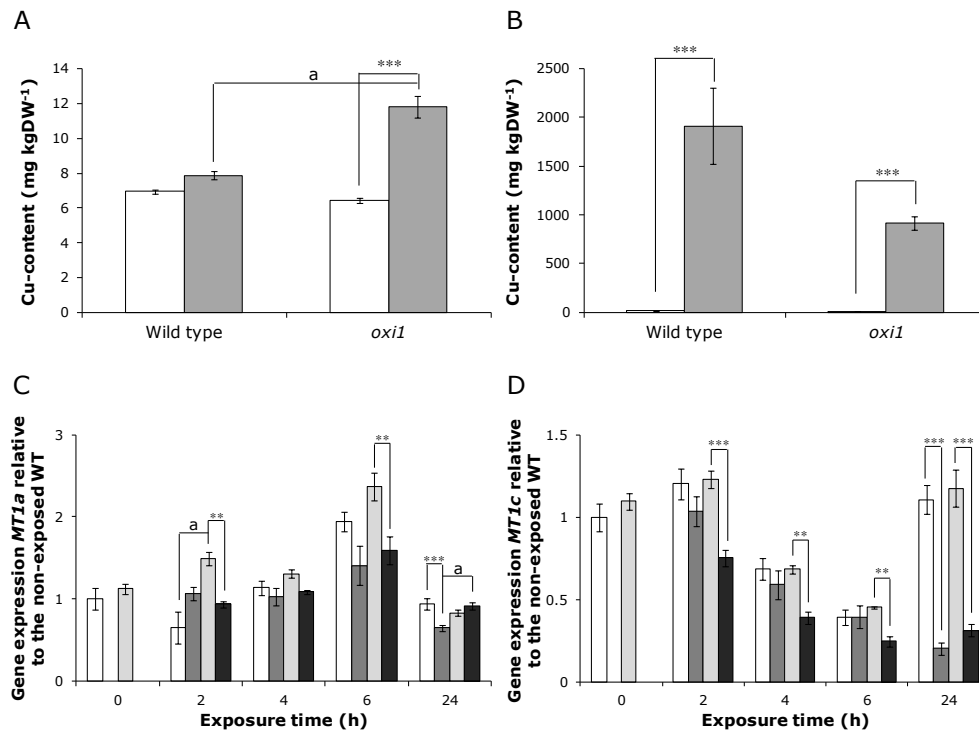 A
Cu-content (mg kgDW-1)
14
12
10
8
6
4
2
0
a
***
Wild type
oxi1
B
Cu-content (mg kgDW-1)
2500
2000
1500
1000
500
0
***
***
Wild type
oxi1
C
Gene expression MT1a relative
to the non-exposed WT
3
2
1
0
a
**
**
***
a
0 2 4 6 24
Exposure time (h)
D
Gene expression MT1c relative
to the non-exposed WT
1.5
1
0.5
0
***
**
**
***
***
0 2 4 6 24
Exposure time (h)